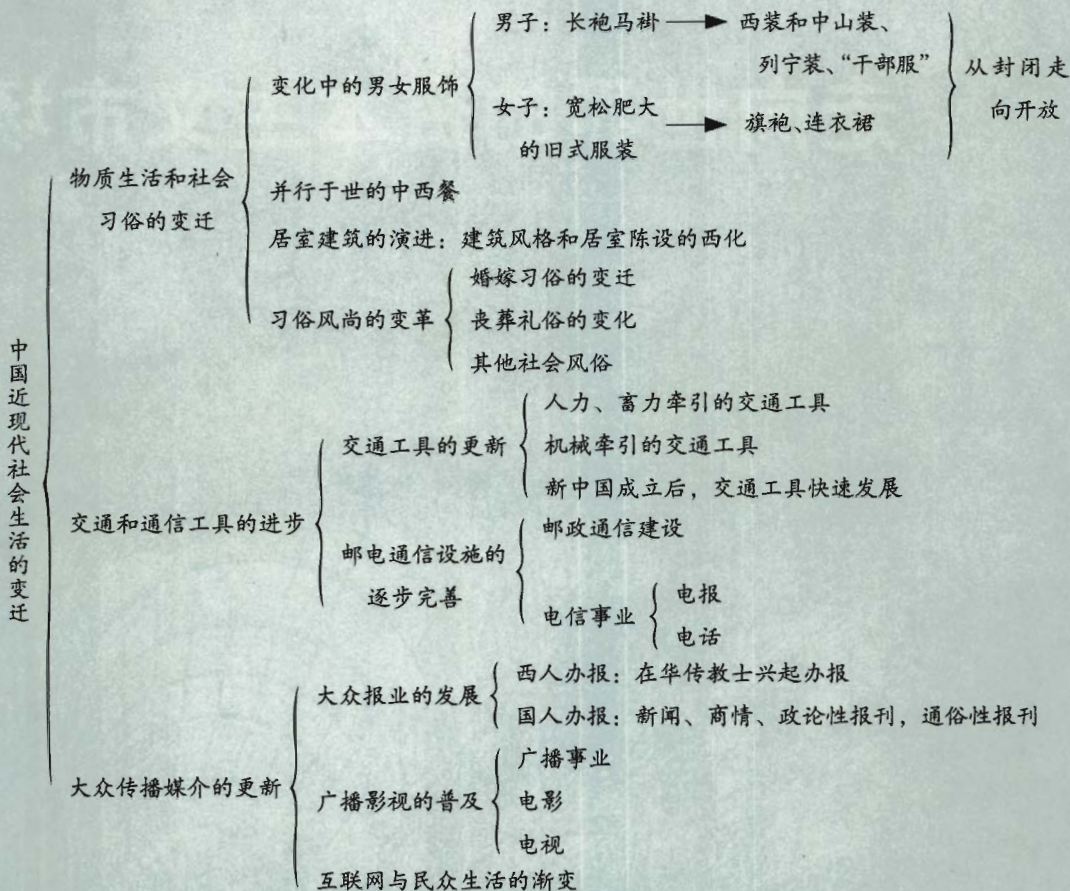 中国近现代社会生活的变迁
物质生活和社会
习俗的变迁
变化中的男女服饰
男子：长袍马褂
西装和中山装、
列宁装、“干部服”
女子：宽松肥大
的旧式服装
旗袍、连衣裙
从封闭走
向开放
并行于世的中西餐
居室建筑的演进：建筑风格和居室陈设的西化
习俗风尚的变革
婚嫁习俗的变迁
丧葬礼俗的变化
其他社会风俗
交通和通信工具的进步
交通工具的更新
人力、畜力牵引的交通工具
机械牵引的交通工具
新中国成立后，交通工具快速发展
邮电通信设施的
逐步完善
邮政通信建设
电信事业
电报
电话
大众传播媒介的更新
大众报业的发展
西人办报：在华传教士兴起办报
国人办报：新闻、商情、政论性报刊，通俗性报刊
广播影视的普及
广播事业
电影
电视
互联网与民众生活的渐变